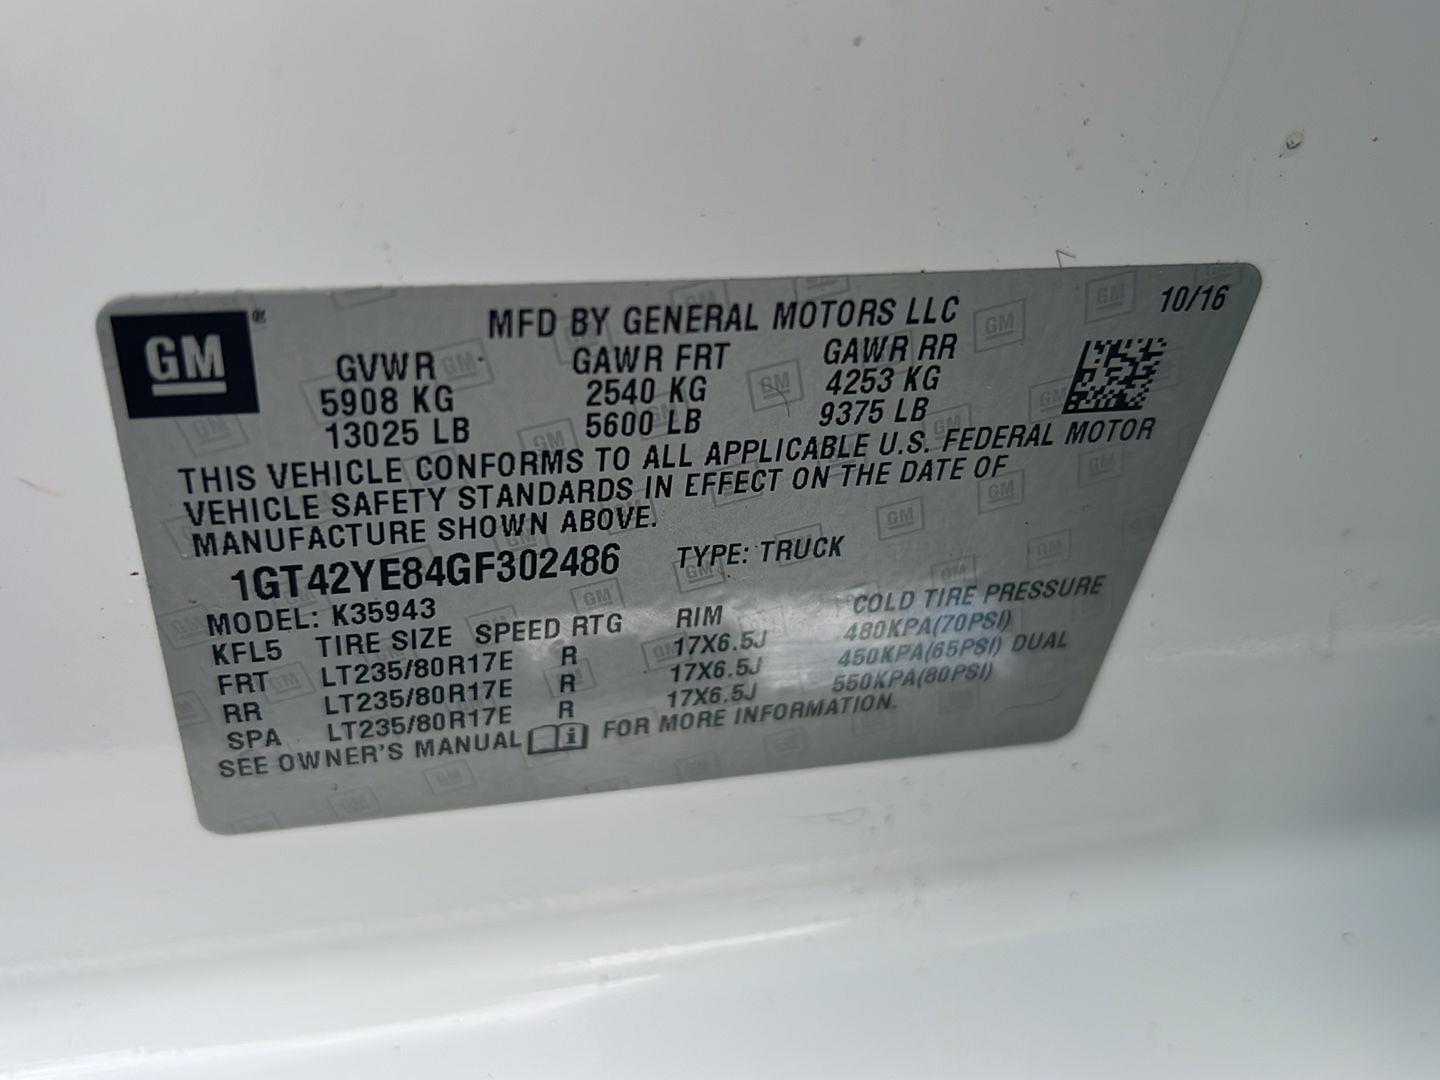 GM ® MFD BY GENERAL MOTORS LLC 10/16
GVWR GAWR FRT GAWR RR
5908 KG 2540 KG 4253 KG
13025 LB 5600 LB 9375 LB
THIS VEHICLE CONFORMS TO ALL APPLICABLE U.S. FEDERAL MOTOR
VEHICLE SAFETY STANDARDS IN EFFECT ON THE DATE OF
MANUFACTURE SHOWN ABOVE.
1GT42YE84GF302486 TYPE: TRUCK
MODEL: K35943
KFL5 TIRE SIZE SPEED RTG RIM COLD TIRE PRESSURE
FRT LT235/80R17E R 17X6.5J 480KPA(70PSI)
RR LT235/80R17E R 17X6.5J 450KPA(65PSI) DUAL
SPA LT235/80R17E R 17X6.5J 550KPA(80PSI)
SEE OWNER'S MANUAL i FOR MORE INFORMATION.